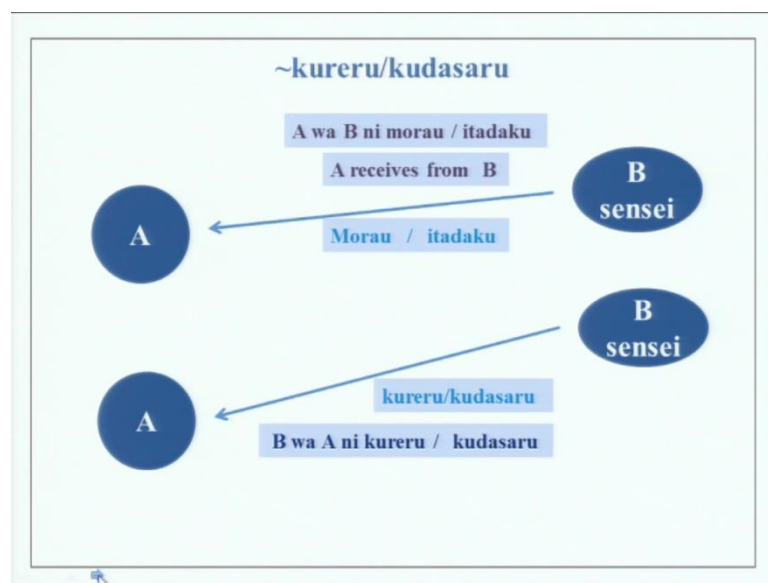 ~kureru/kudasaru
A wa B ni morau / itadaku
A receives from B
B
sensei
A
Morau / itadaku
B
sensei
A
kureru/kudasaru
B wa A ni kureru / kudasaru